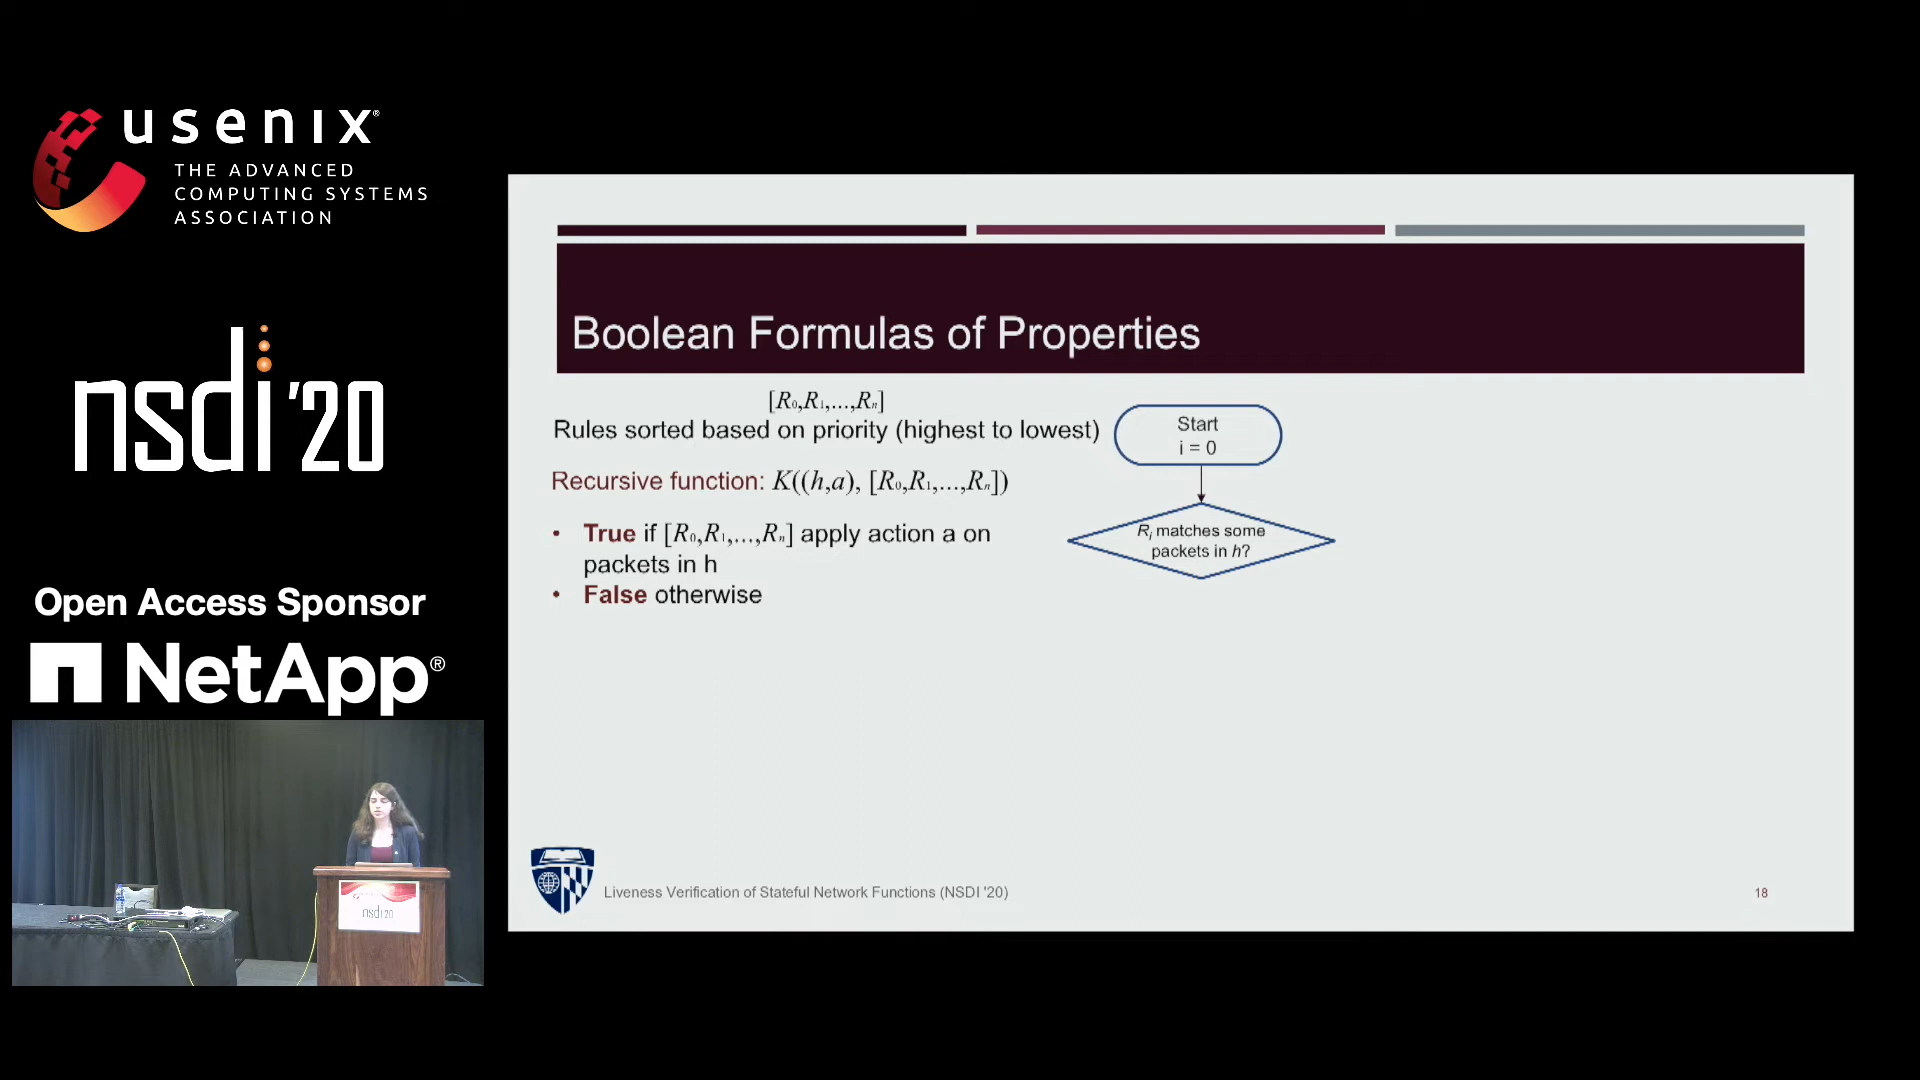 usenix®
THE ADVANCED
COMPUTING SYSTEMS
ASSOCIATION
nsdi '20
Open Access Sponsor
NetApp®
nsdi 20
Boolean Formulas of Properties
[R₀,R₁,...,Rₙ]
Rules sorted based on priority (highest to lowest)
Recursive function: K((h,a), [R₀,R₁,...,Rₙ])
• True if [R₀,R₁,...,Rₙ] apply action a on
packets in h
• False otherwise
Start
i = 0
Rᵢ matches some
packets in h?
Liveness Verification of Stateful Network Functions (NSDI '20)
18